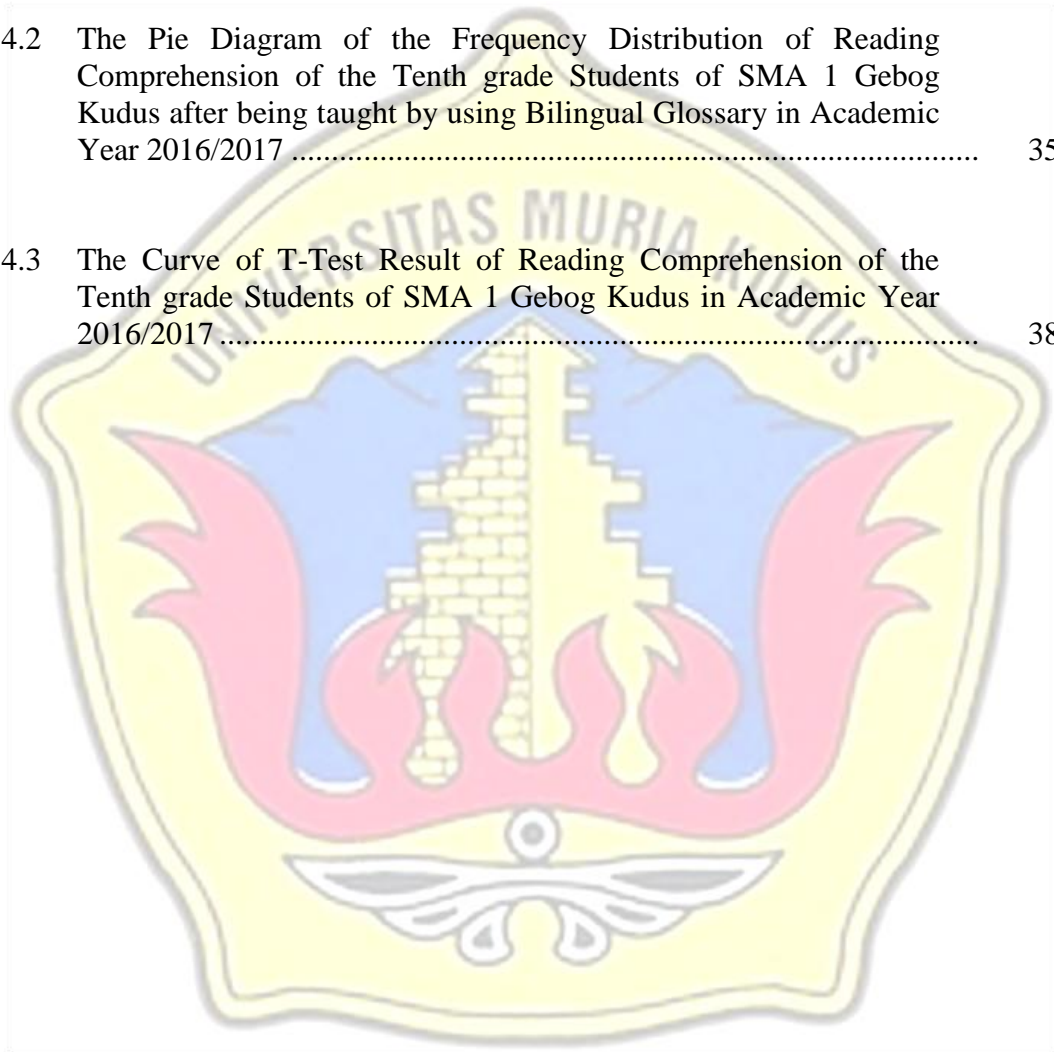 4.2 The Pie Diagram of the Frequency Distribution of Reading
Comprehension of the Tenth grade Students of SMA 1 Gebog
Kudus after being taught by using Bilingual Glossary in Academic
Year 2016/2017 ......................................................................... 35
UNIVERSITAS MURIA KUDUS
4.3 The Curve of T-Test Result of Reading Comprehension of the
Tenth grade Students of SMA 1 Gebog Kudus in Academic Year
2016/2017 ................................................................................. 38